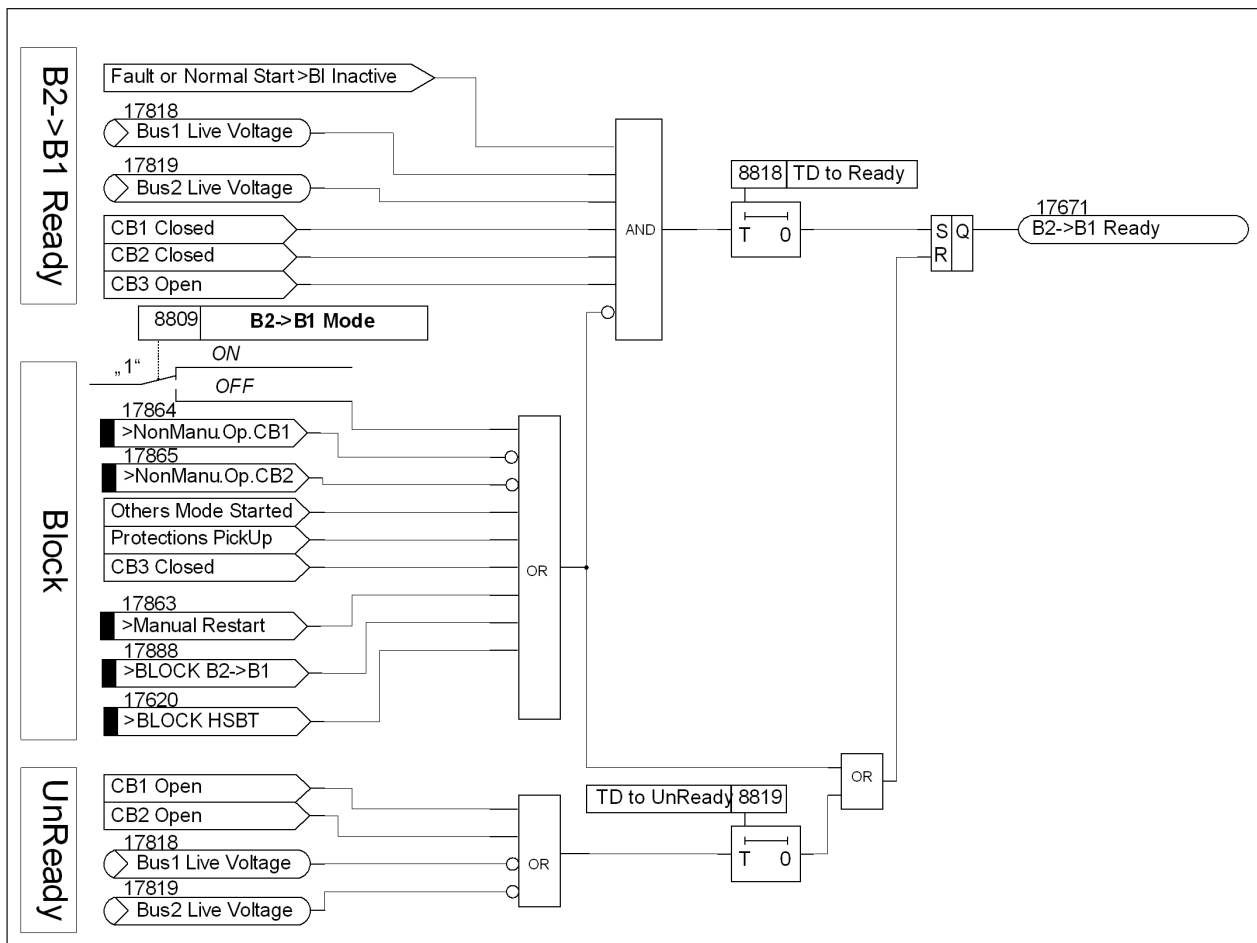 B2->B1 Ready
Fault or Normal Start>BI Inactive
17818
Bus1 Live Voltage
17819
Bus2 Live Voltage
CB1 Closed
CB2 Closed
CB3 Open
AND
8818 TD to Ready
T 0
S Q
R
17671
B2->B1 Ready
8809 B2->B1 Mode
Block
„1“
ON
OFF
17864
>NonManu.Op.CB1
17865
>NonManu.Op.CB2
Others Mode Started
Protections PickUp
CB3 Closed
17863
>Manual Restart
17888
>BLOCK B2->B1
17620
>BLOCK HSBT
OR
UnReady
CB1 Open
CB2 Open
17818
Bus1 Live Voltage
17819
Bus2 Live Voltage
OR
TD to UnReady 8819
T 0
OR